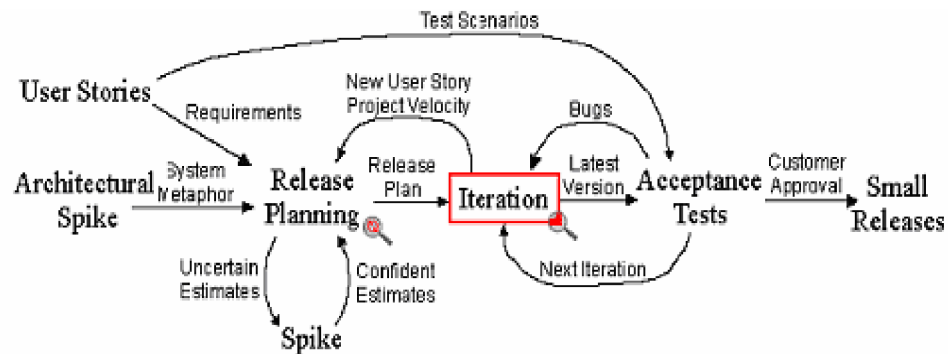 Test Scenarios
User Stories
New User Story
Project Velocity
Requirements
Bugs
Architectural
Spike
System
Metaphor
Release
Planning
Release
Plan
Iteration
Latest
Version
Acceptance
Tests
Customer
Approval
Small
Releases
Uncertain
Estimates
Confident
Estimates
Next Iteration
Spike